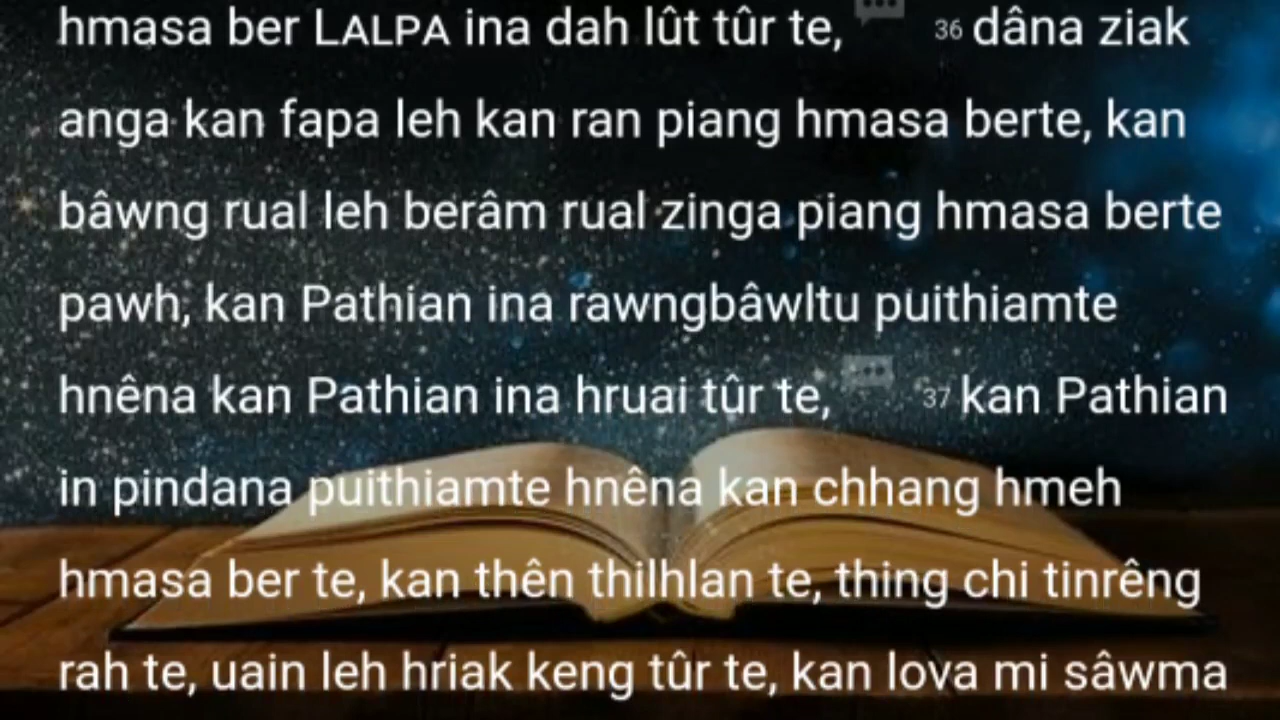 hmasa ber LALPA ina dah lût tûr te, 36 dâna ziak
anga kan fapa leh kan ran piang hmasa berte, kan
bâwng rual leh berâm rual zinga piang hmasa berte
pawh, kan Pathian ina rawngbâwltu puithiamte
hnêna kan Pathian ina hruai tûr te, 37 kan Pathian
in pindana puithiamte hnêna kan chhang hmeh
hmasa ber te, kan thên thilhlan te, thing chi tinrêng
rah te, uain leh hriak keng tûr te, kan lova mi sâwma